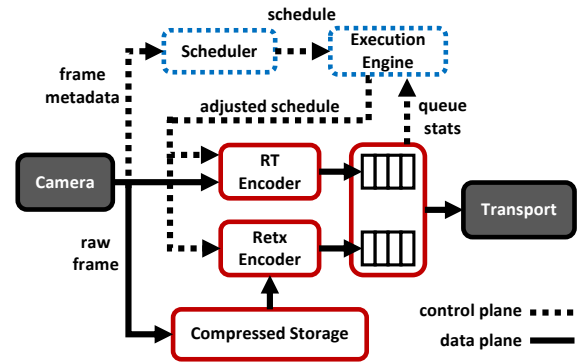 schedule
Scheduler
Execution
Engine
frame
metadata
adjusted schedule
queue
stats
RT
Encoder
Camera
Transport
raw
frame
Retx
Encoder
Compressed Storage
control plane
data plane